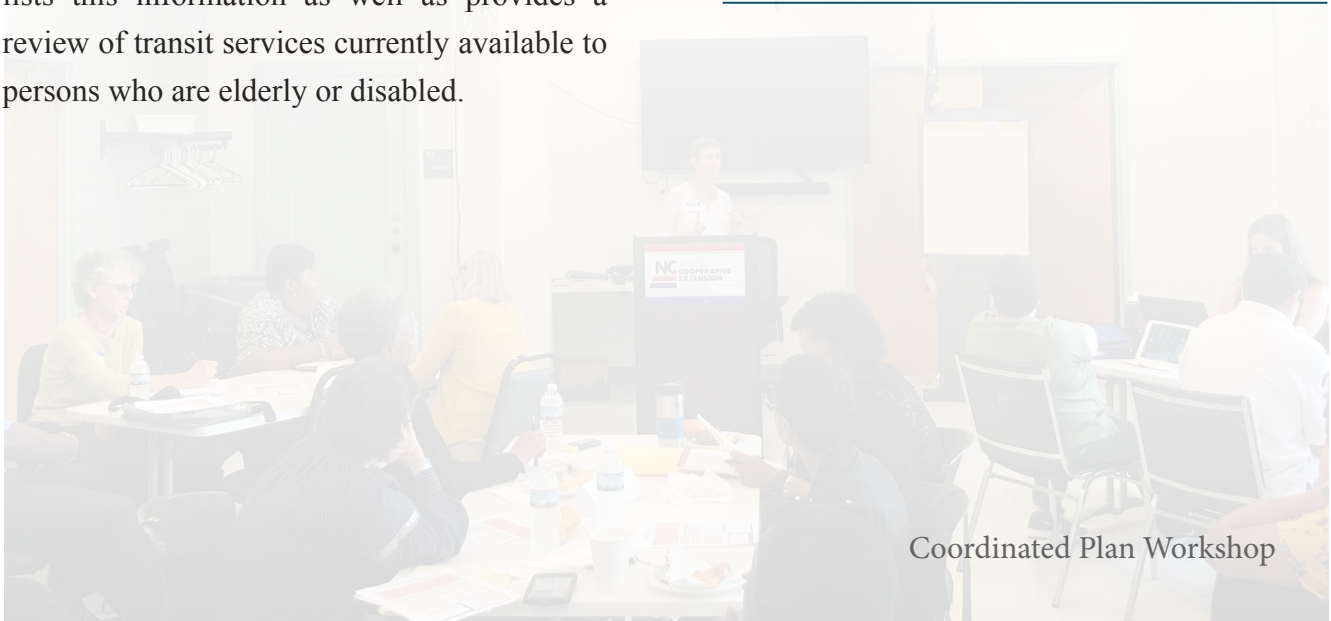 lists this information as well as provides a
review of transit services currently available to
persons who are elderly or disabled.
NC COOPERATIVE
EXTENSION
Coordinated Plan Workshop